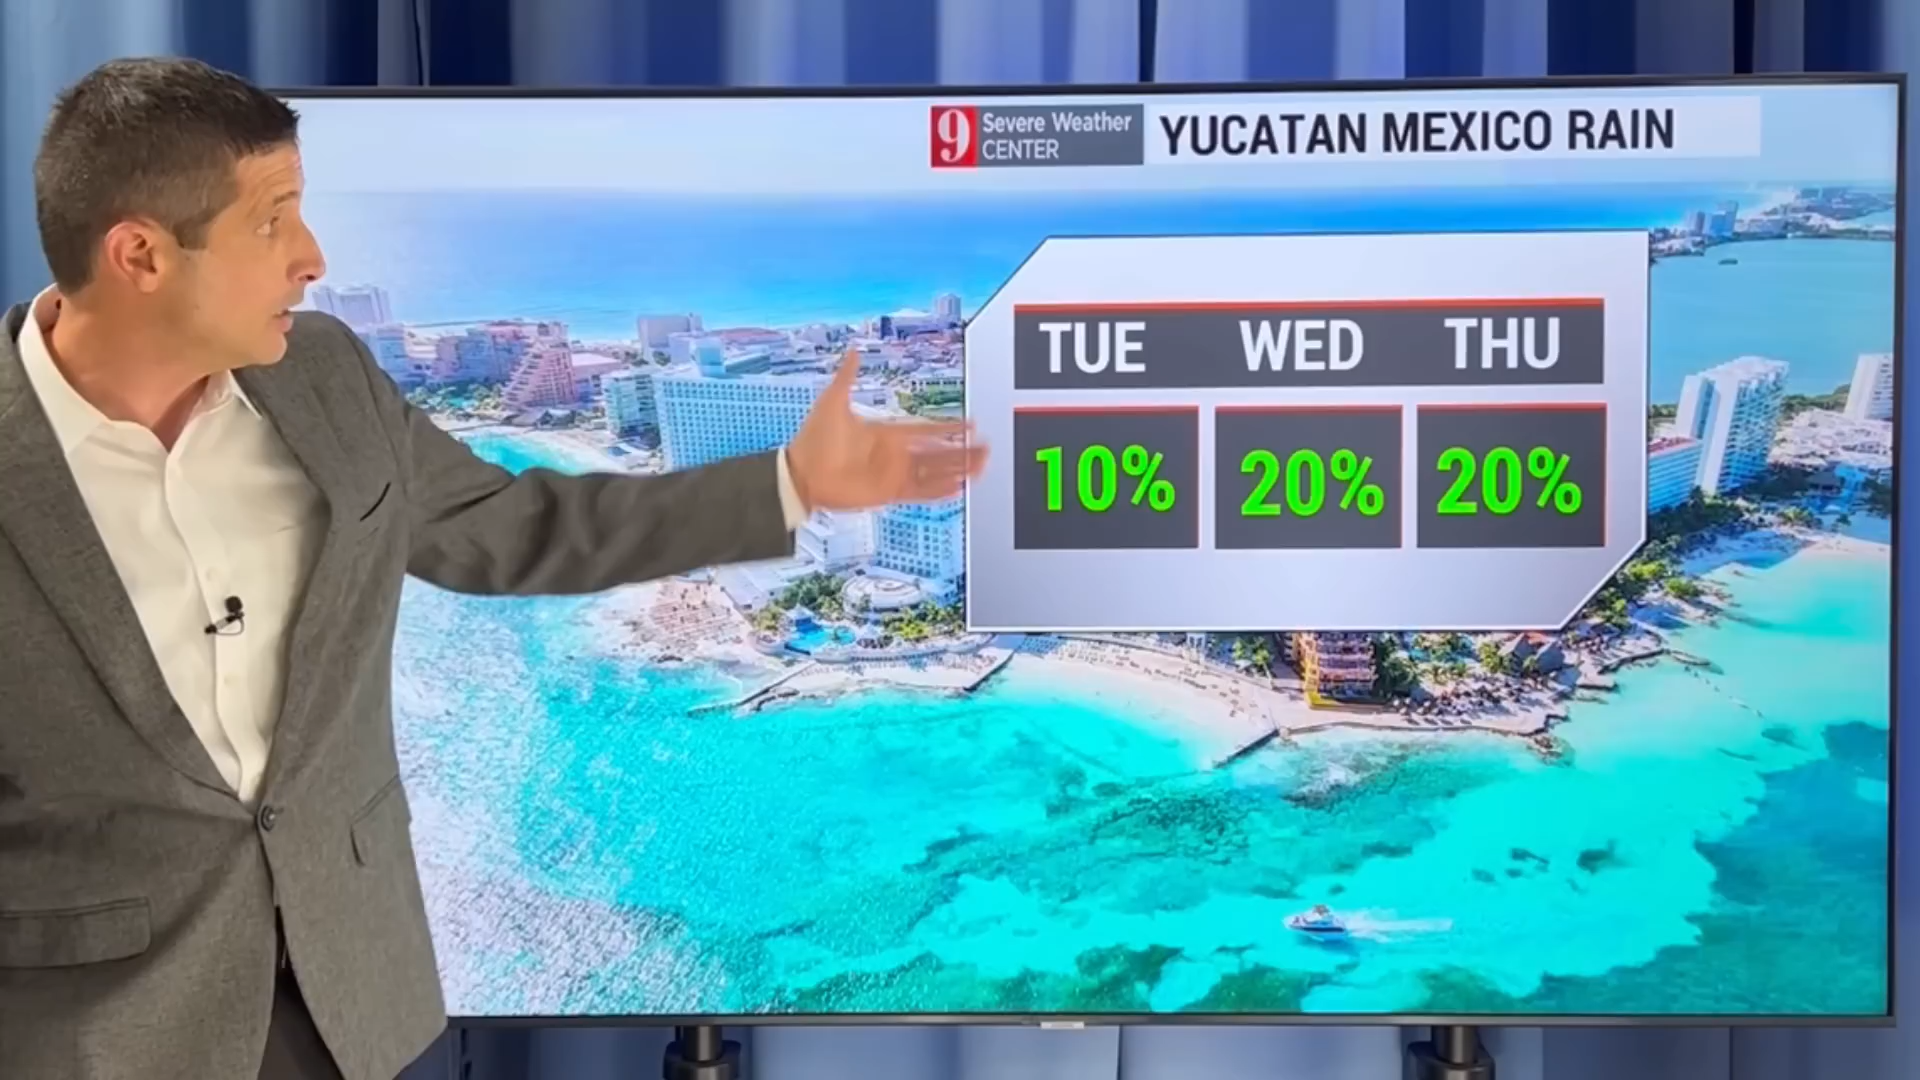 9 Severe Weather
CENTER
YUCATAN MEXICO RAIN
TUE WED THU
10% 20% 20%